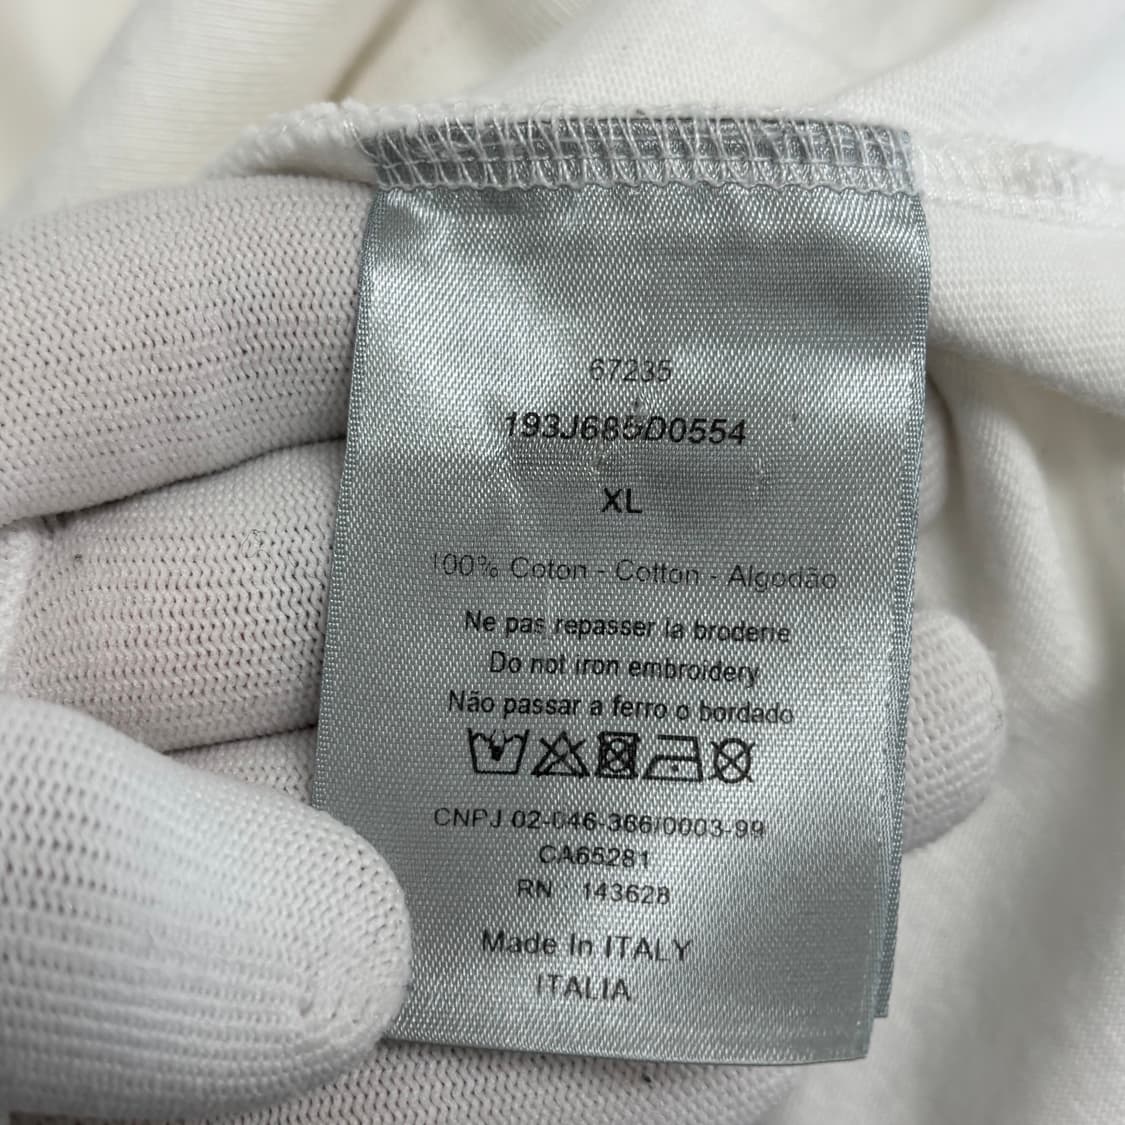 67235
193J685D0554
XL
100% Coton - Cotton - Algodão
Ne pas repasser la broderie
Do not iron embroidery
Não passar a ferro o bordado
CNPJ 02-046-366/0003-99
CA65281
RN 143628
Made In ITALY
ITALIA